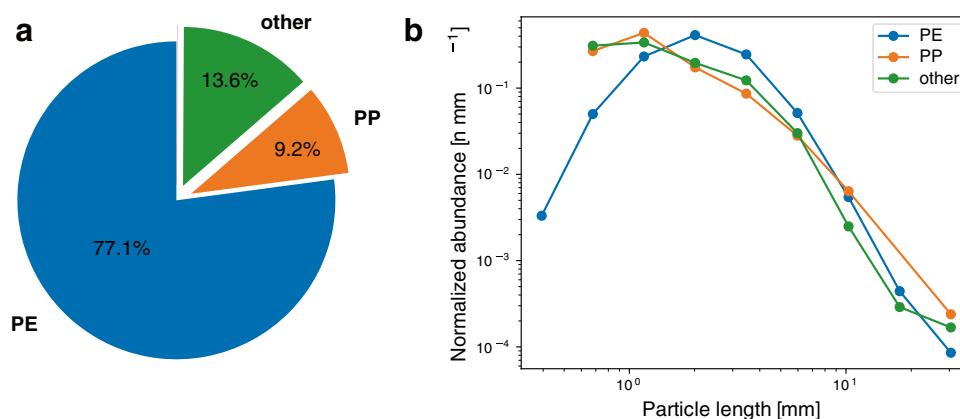 a
other
13.6%
PP
9.2%
77.1%
PE
b
Normalized abundance [n mm⁻¹]
10⁻¹
10⁻²
10⁻³
10⁻⁴
10⁰
10¹
Particle length [mm]
PE
PP
other